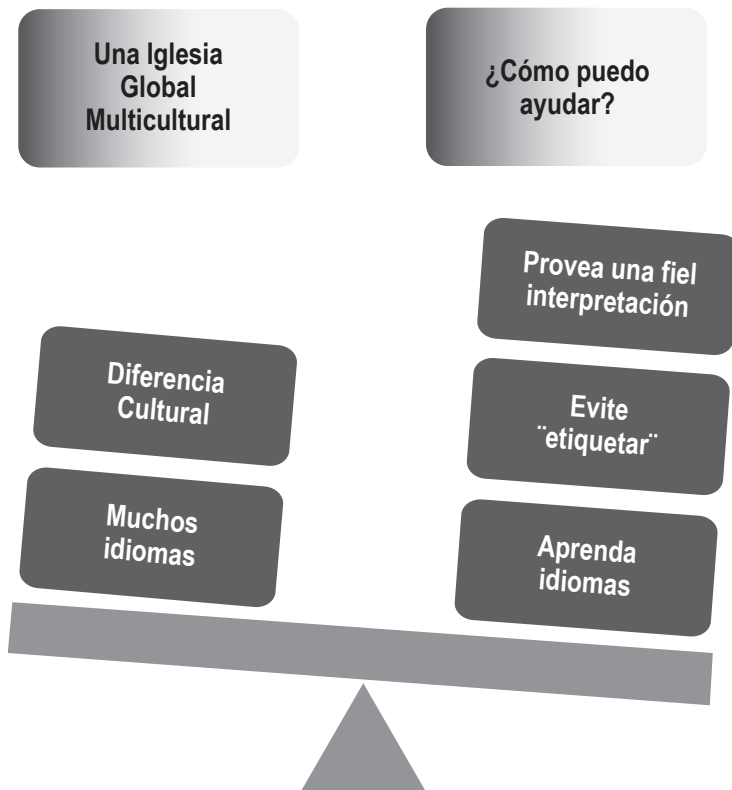 Una Iglesia
Global
Multicultural
¿Cómo puedo
ayudar?
Provea una fiel
interpretación
Diferencia
Cultural
Evite
¨etiquetar¨
Muchos
idiomas
Aprenda
idiomas